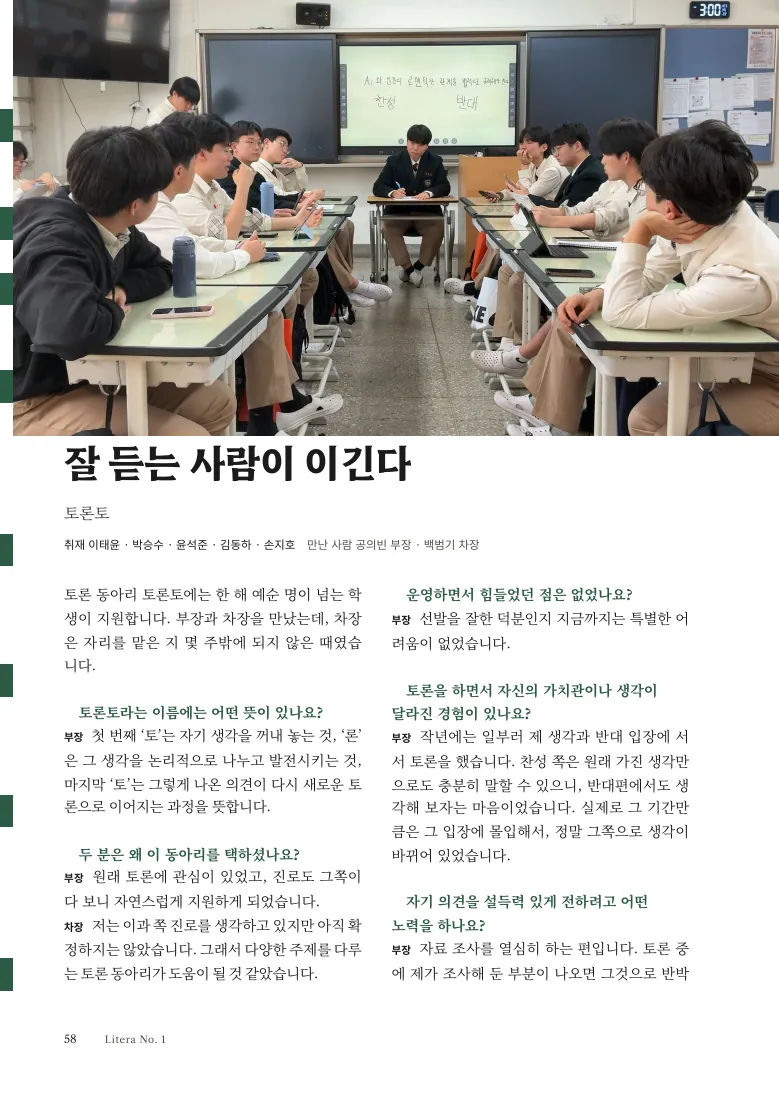 3:00
찬성 반대
잘 듣는 사람이 이긴다
토론토
취재 이태윤 · 박승수 · 윤석준 · 김동하 · 손지호 만난 사람 공의빈 부장 · 백범기 차장
토론 동아리 토론토에는 한 해 예순 명이 넘는 학
생이 지원합니다. 부장과 차장을 만났는데, 차장
은 자리를 맡은 지 몇 주밖에 되지 않은 때였습
니다.
토론토라는 이름에는 어떤 뜻이 있나요?
부장 첫 번째 ‘토’는 자기 생각을 꺼내 놓는 것, ‘론’
은 그 생각을 논리적으로 나누고 발전시키는 것,
마지막 ‘토’는 그렇게 나온 의견이 다시 새로운 토
론으로 이어지는 과정을 뜻합니다.
두 분은 왜 이 동아리를 택하셨나요?
부장 원래 토론에 관심이 있었고, 진로도 그쪽이
다 보니 자연스럽게 지원하게 되었습니다.
차장 저는 이과 쪽 진로를 생각하고 있지만 아직 확
정하지는 않았습니다. 그래서 다양한 주제를 다루
는 토론 동아리가 도움이 될 것 같았습니다.
운영하면서 힘들었던 점은 없었나요?
부장 선발을 잘한 덕분인지 지금까지는 특별한 어
려움이 없었습니다.
토론을 하면서 자신의 가치관이나 생각이
달라진 경험이 있나요?
부장 작년에는 일부러 제 생각과 반대 입장에 서
서 토론을 했습니다. 찬성 쪽은 원래 가진 생각만
으로도 충분히 말할 수 있으니, 반대편에서도 생
각해 보자는 마음이었습니다. 실제로 그 기간만
큼은 그 입장에 몰입해서, 정말 그쪽으로 생각이
바뀌어 있었습니다.
자기 의견을 설득력 있게 전하려고 어떤
노력을 하나요?
부장 자료 조사를 열심히 하는 편입니다. 토론 중
에 제가 조사해 둔 부분이 나오면 그것으로 반박
58 Litera No. 1